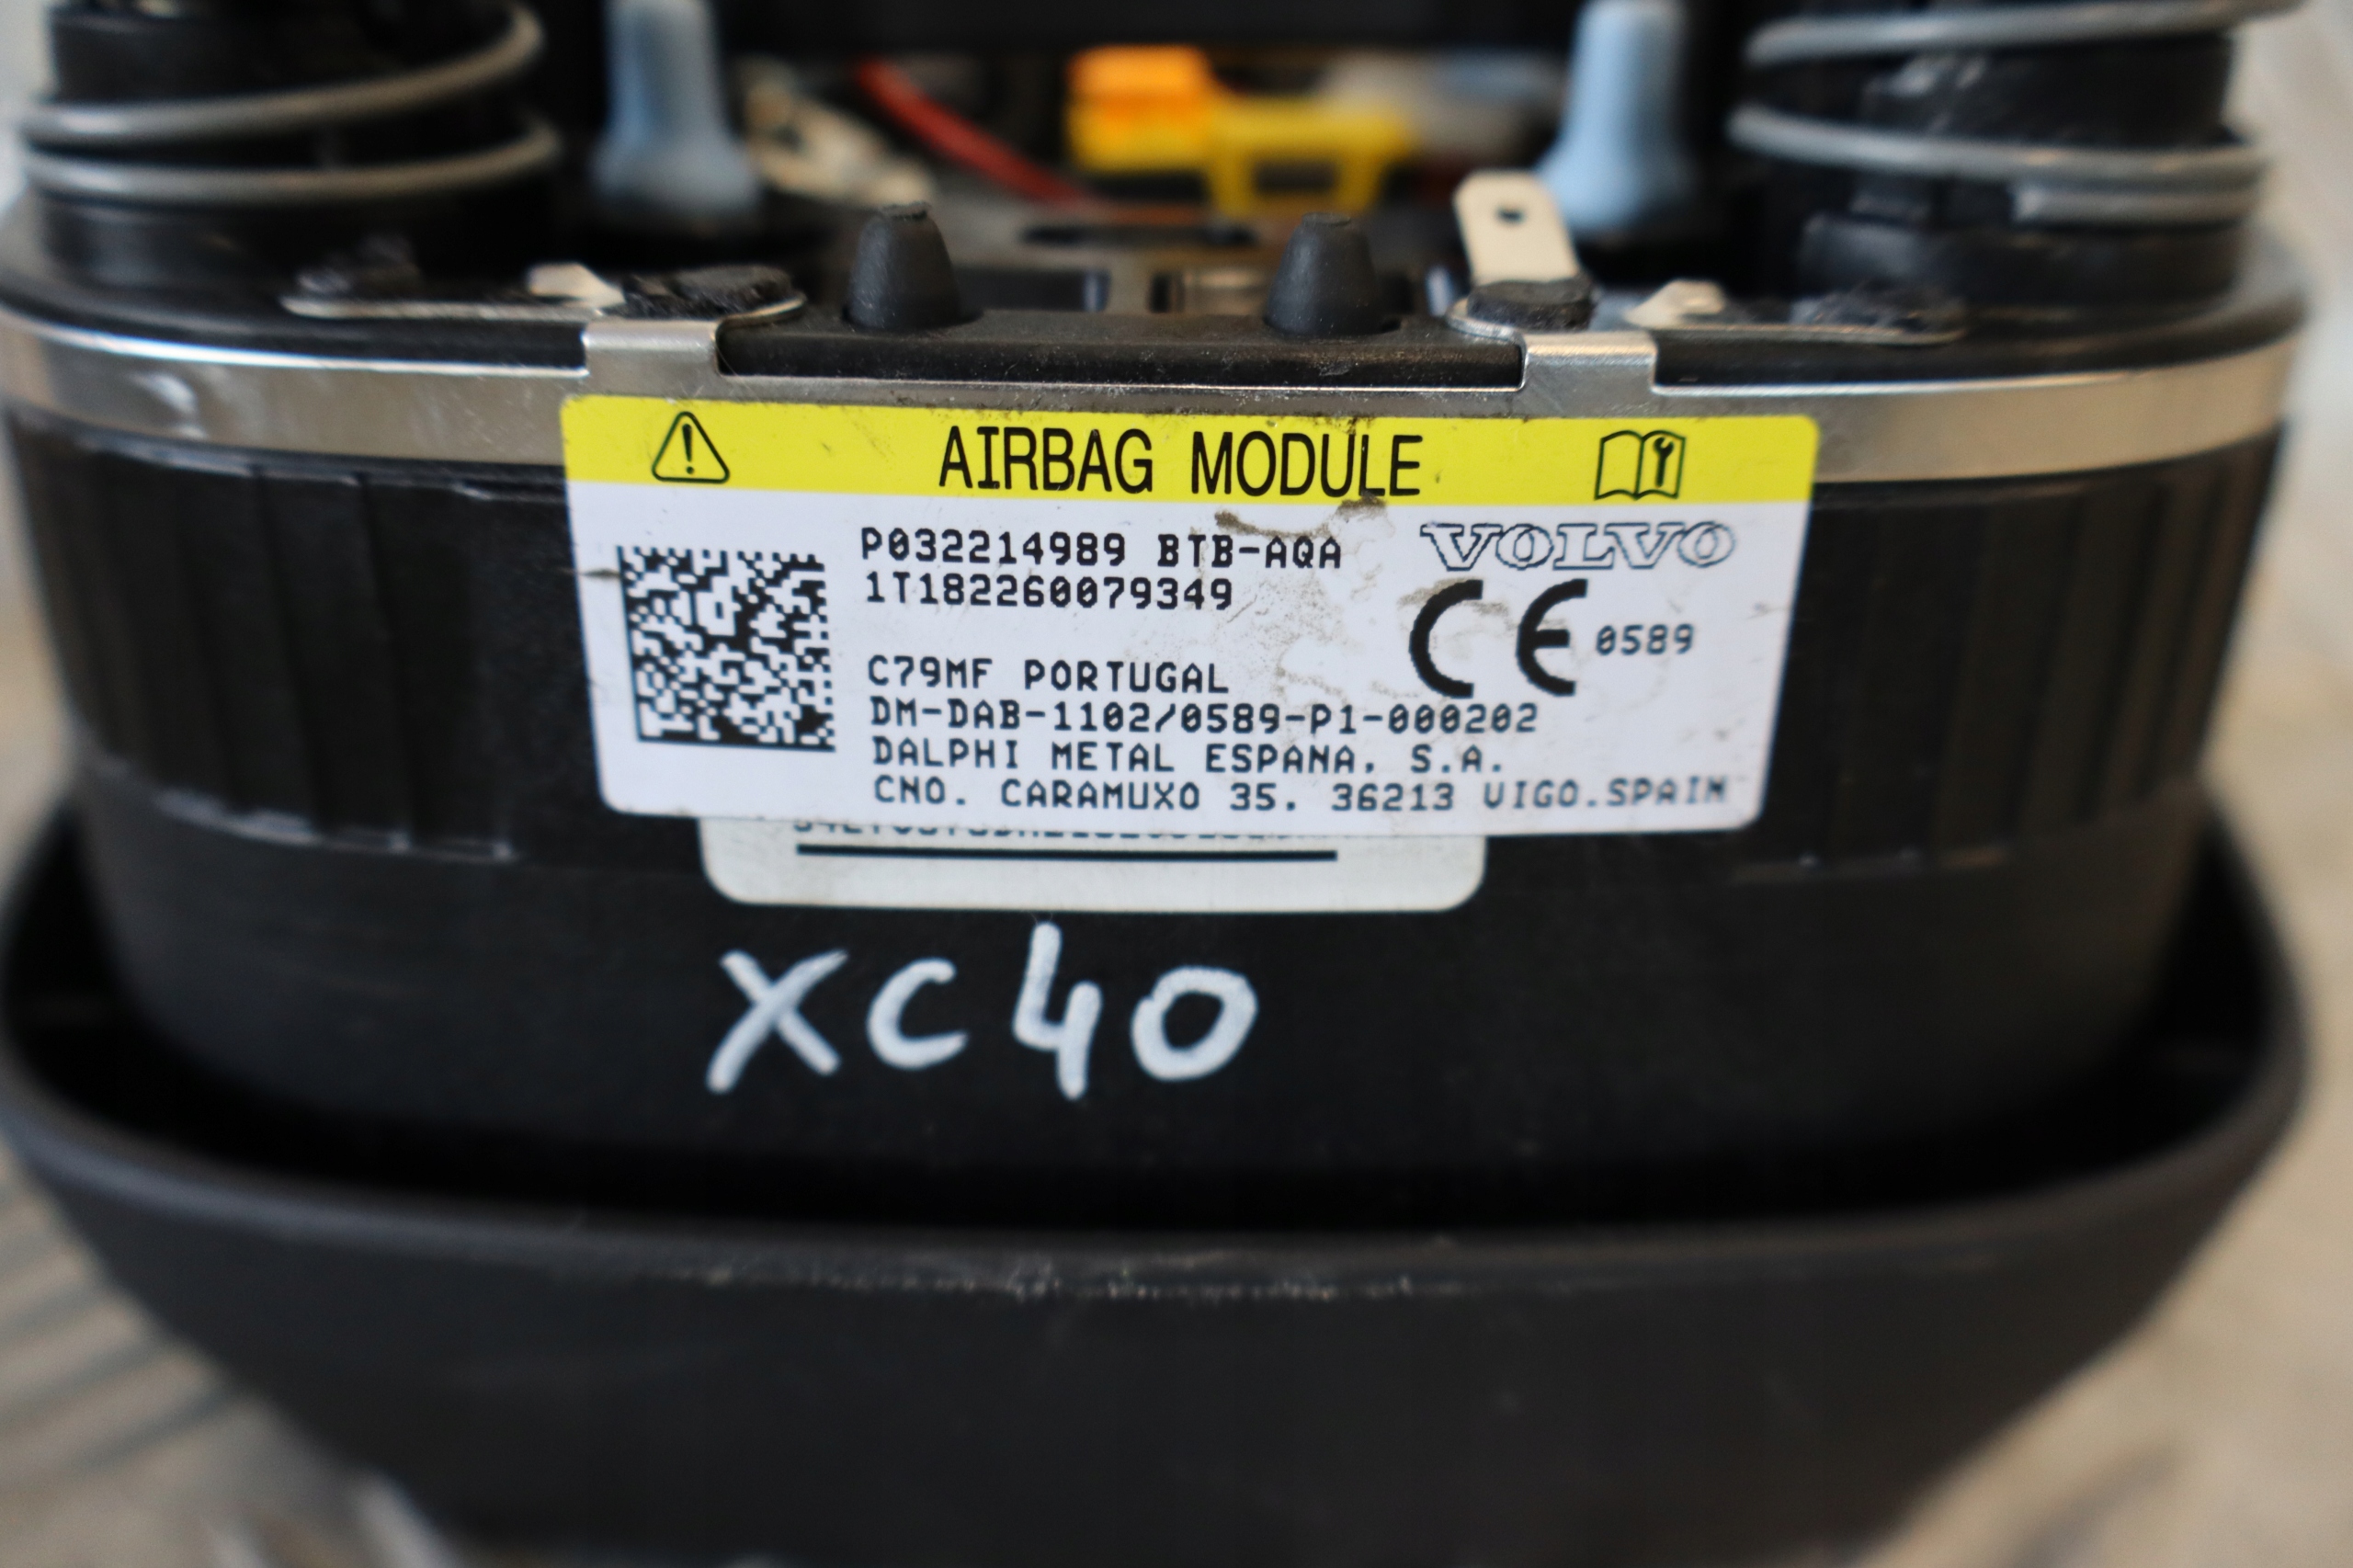 AIRBAG MODULE
P032214989 BTB-AQA
VOLVO
1T182260079349
CE 0589
C79MF PORTUGAL
DM-DAB-1102/0589-P1-000202
DALPHI METAL ESPANA, S.A.
CNO. CARAMUXO 35. 36213 VIGO.SPAIN
XC40